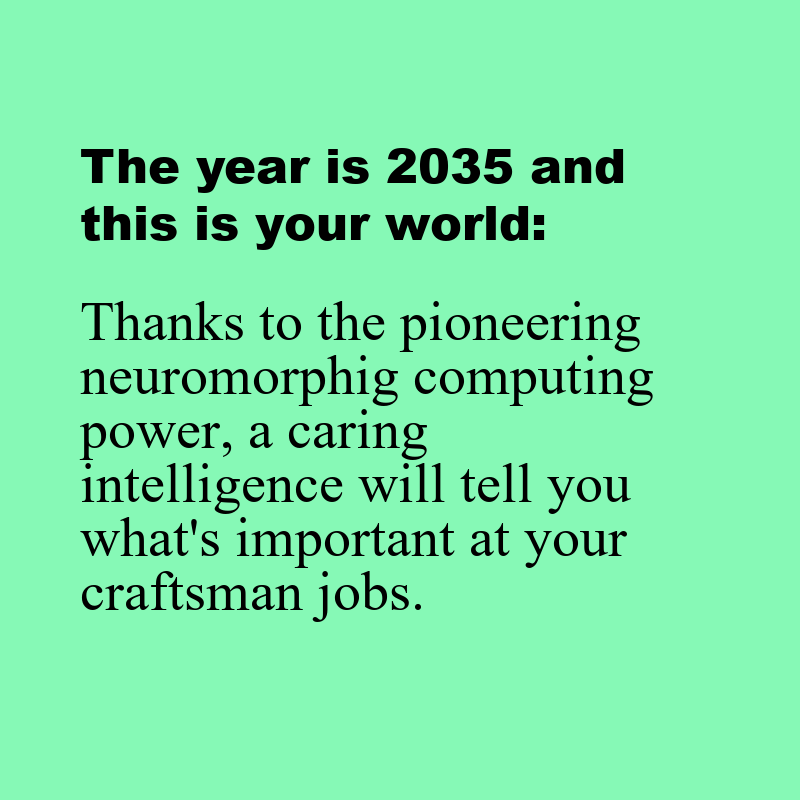 The year is 2035 and
this is your world:
Thanks to the pioneering
neuromorphig computing
power, a caring
intelligence will tell you
what's important at your
craftsman jobs.